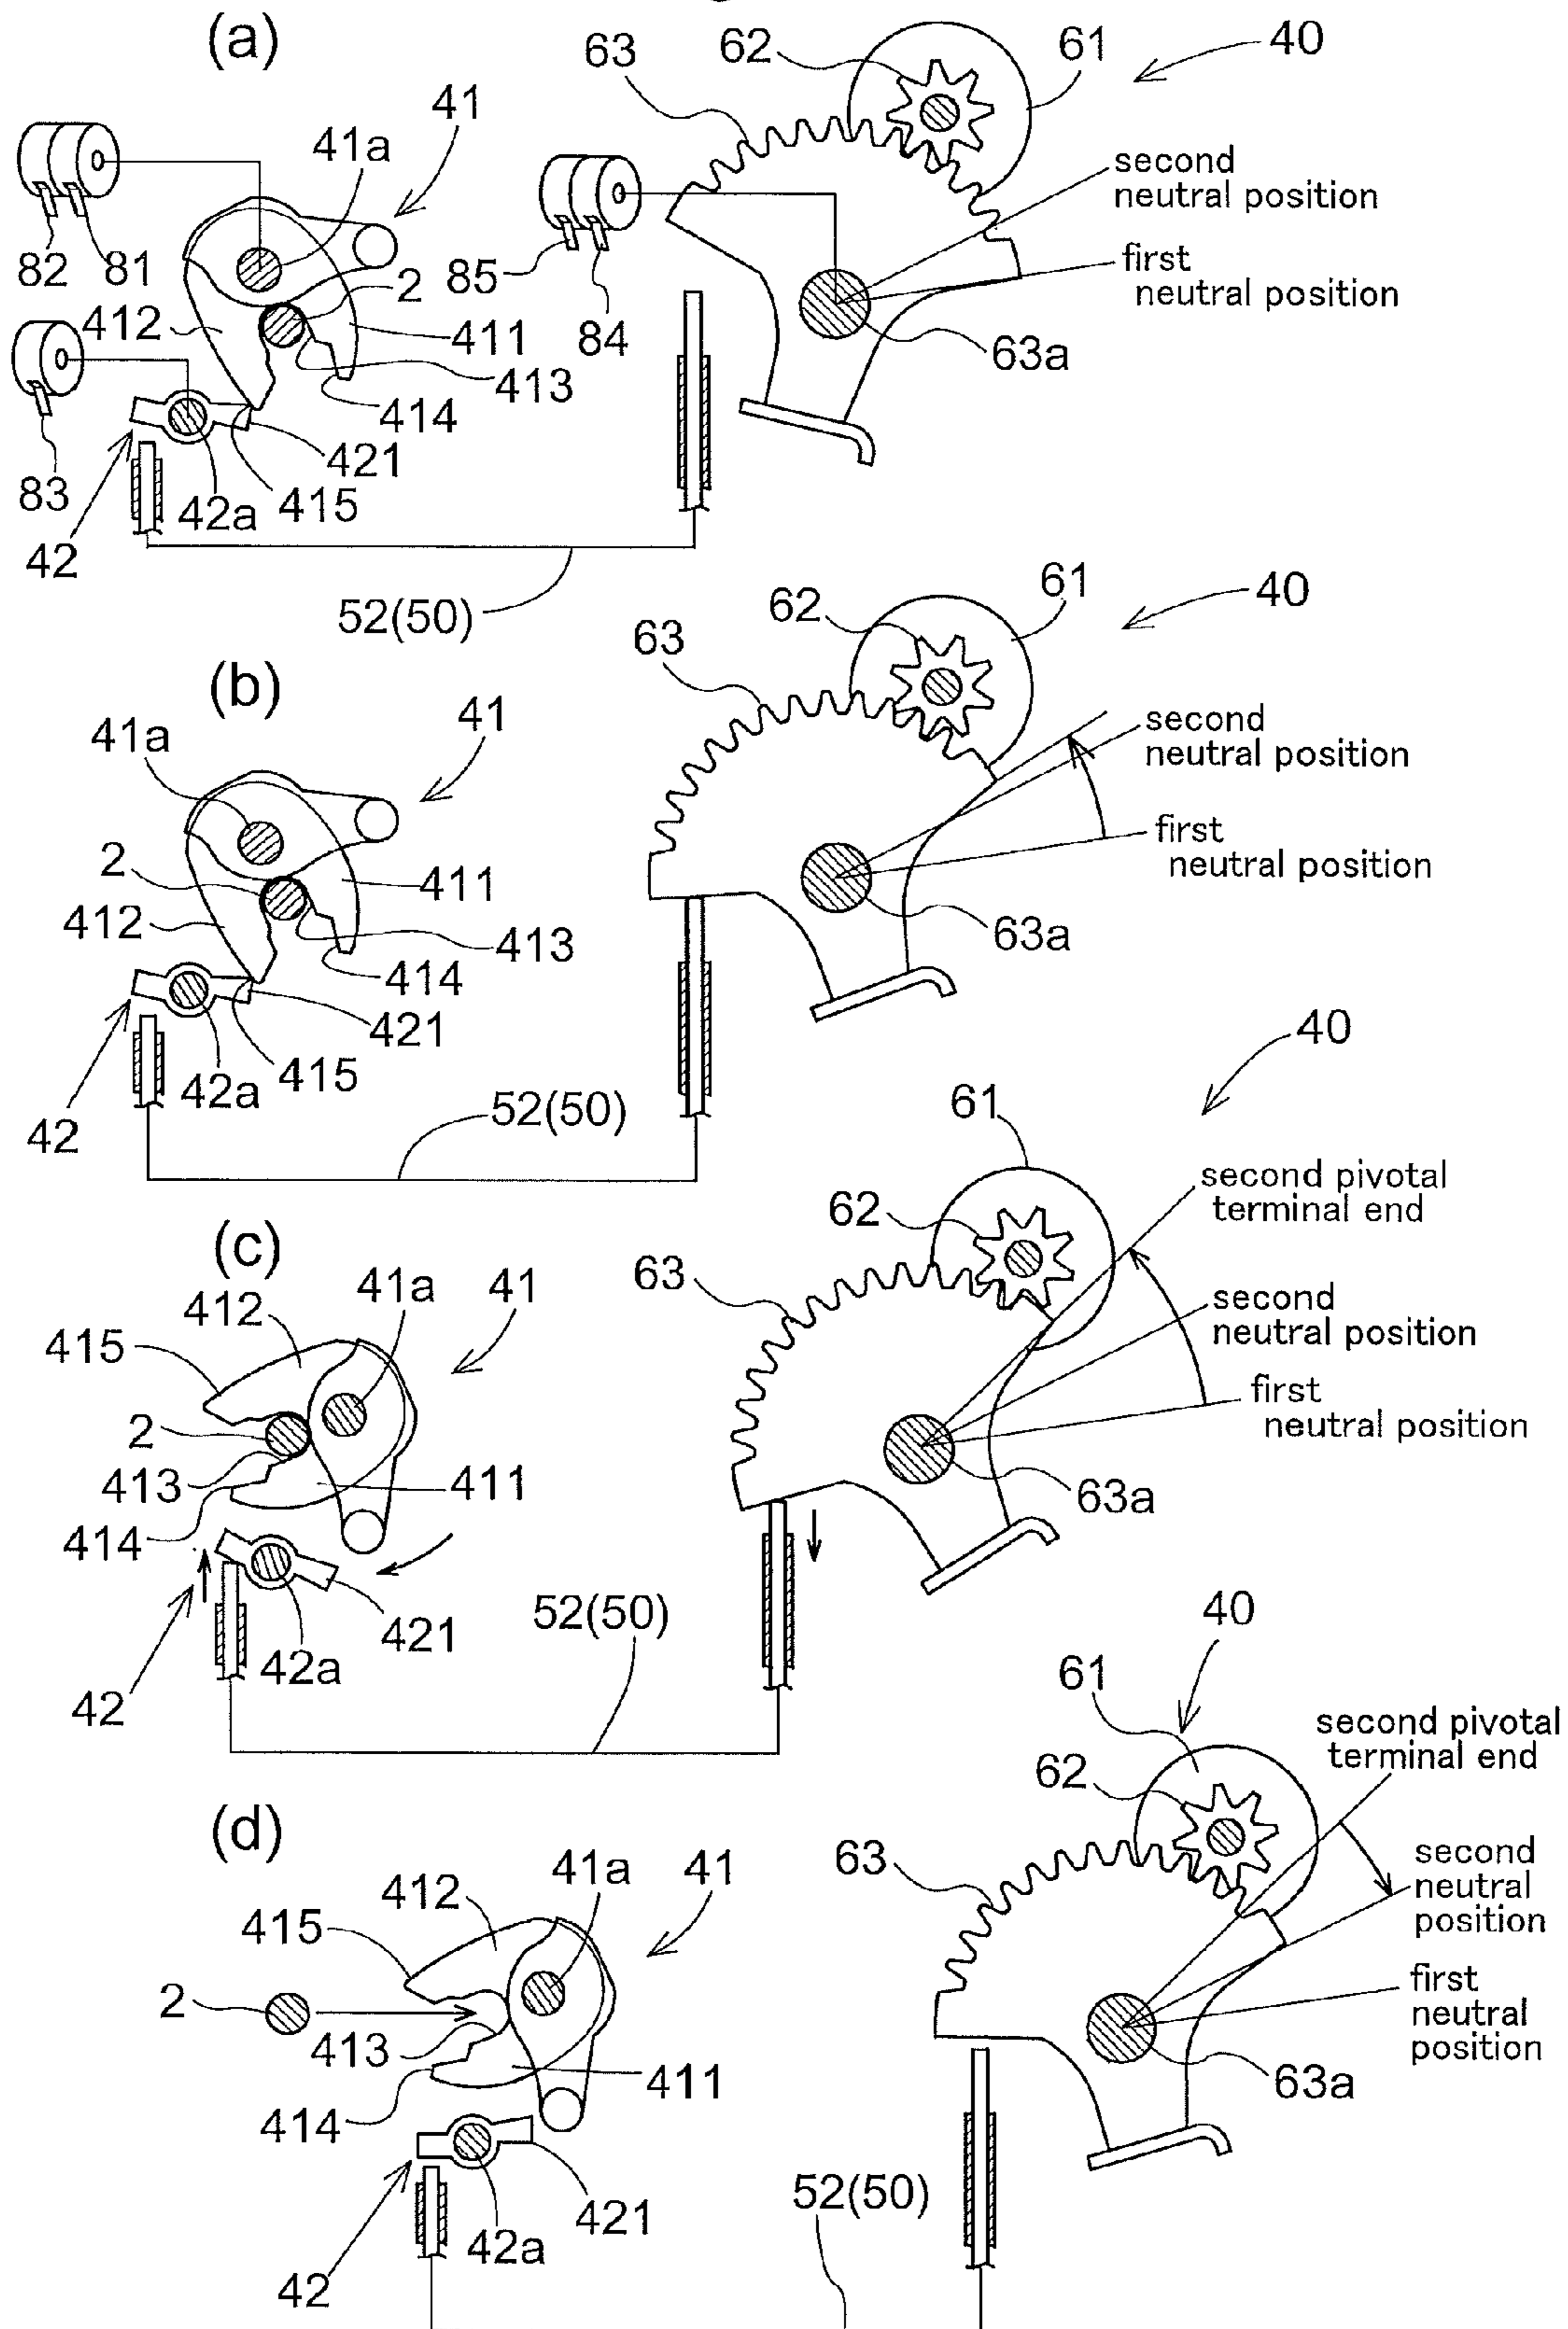 (a)
63
62
61
40
41
41a
second
neutral position
82
81
85
84
2
first
neutral position
412
411
413
414
63a
83
42
42a
415
421
52(50)
(b)
63
62
61
40
41a
41
second
neutral position
2
411
412
413
414
first
neutral position
63a
42
42a
415
421
52(50)
(c)
63
62
61
40
second pivotal
terminal end
412
41a
41
415
second
neutral position
2
413
411
414
first
neutral position
63a
42
42a
421
52(50)
(d)
63
62
61
40
second pivotal
terminal end
412
41a
41
415
second
neutral
position
2
413
411
414
first
neutral
position
63a
42
42a
421
52(50)